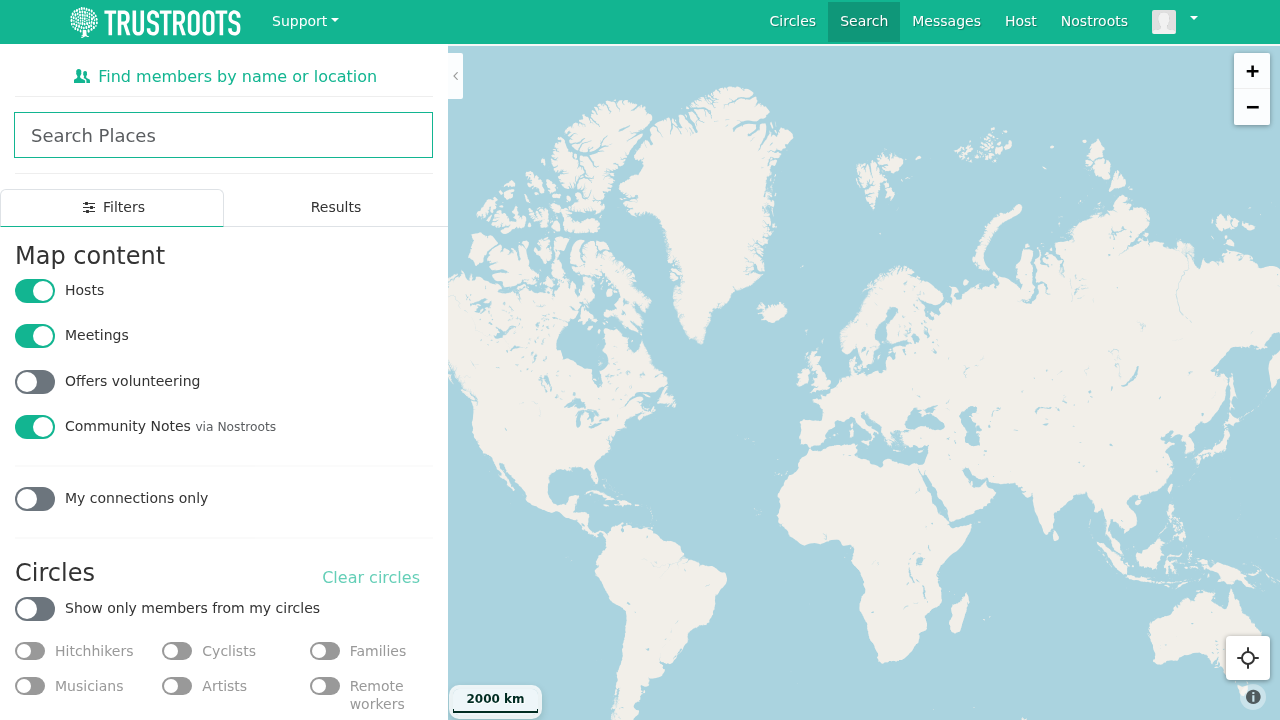 TRUSTROOTS
Support
Circles
Search
Messages
Host
Nostroots
Find members by name or location
Search Places
Filters
Results
Map content
Hosts
Meetings
Offers volunteering
Community Notes via Nostroots
My connections only
Circles
Clear circles
Show only members from my circles
Hitchhikers
Cyclists
Families
Musicians
Artists
Remote
workers
+
−
2000 km